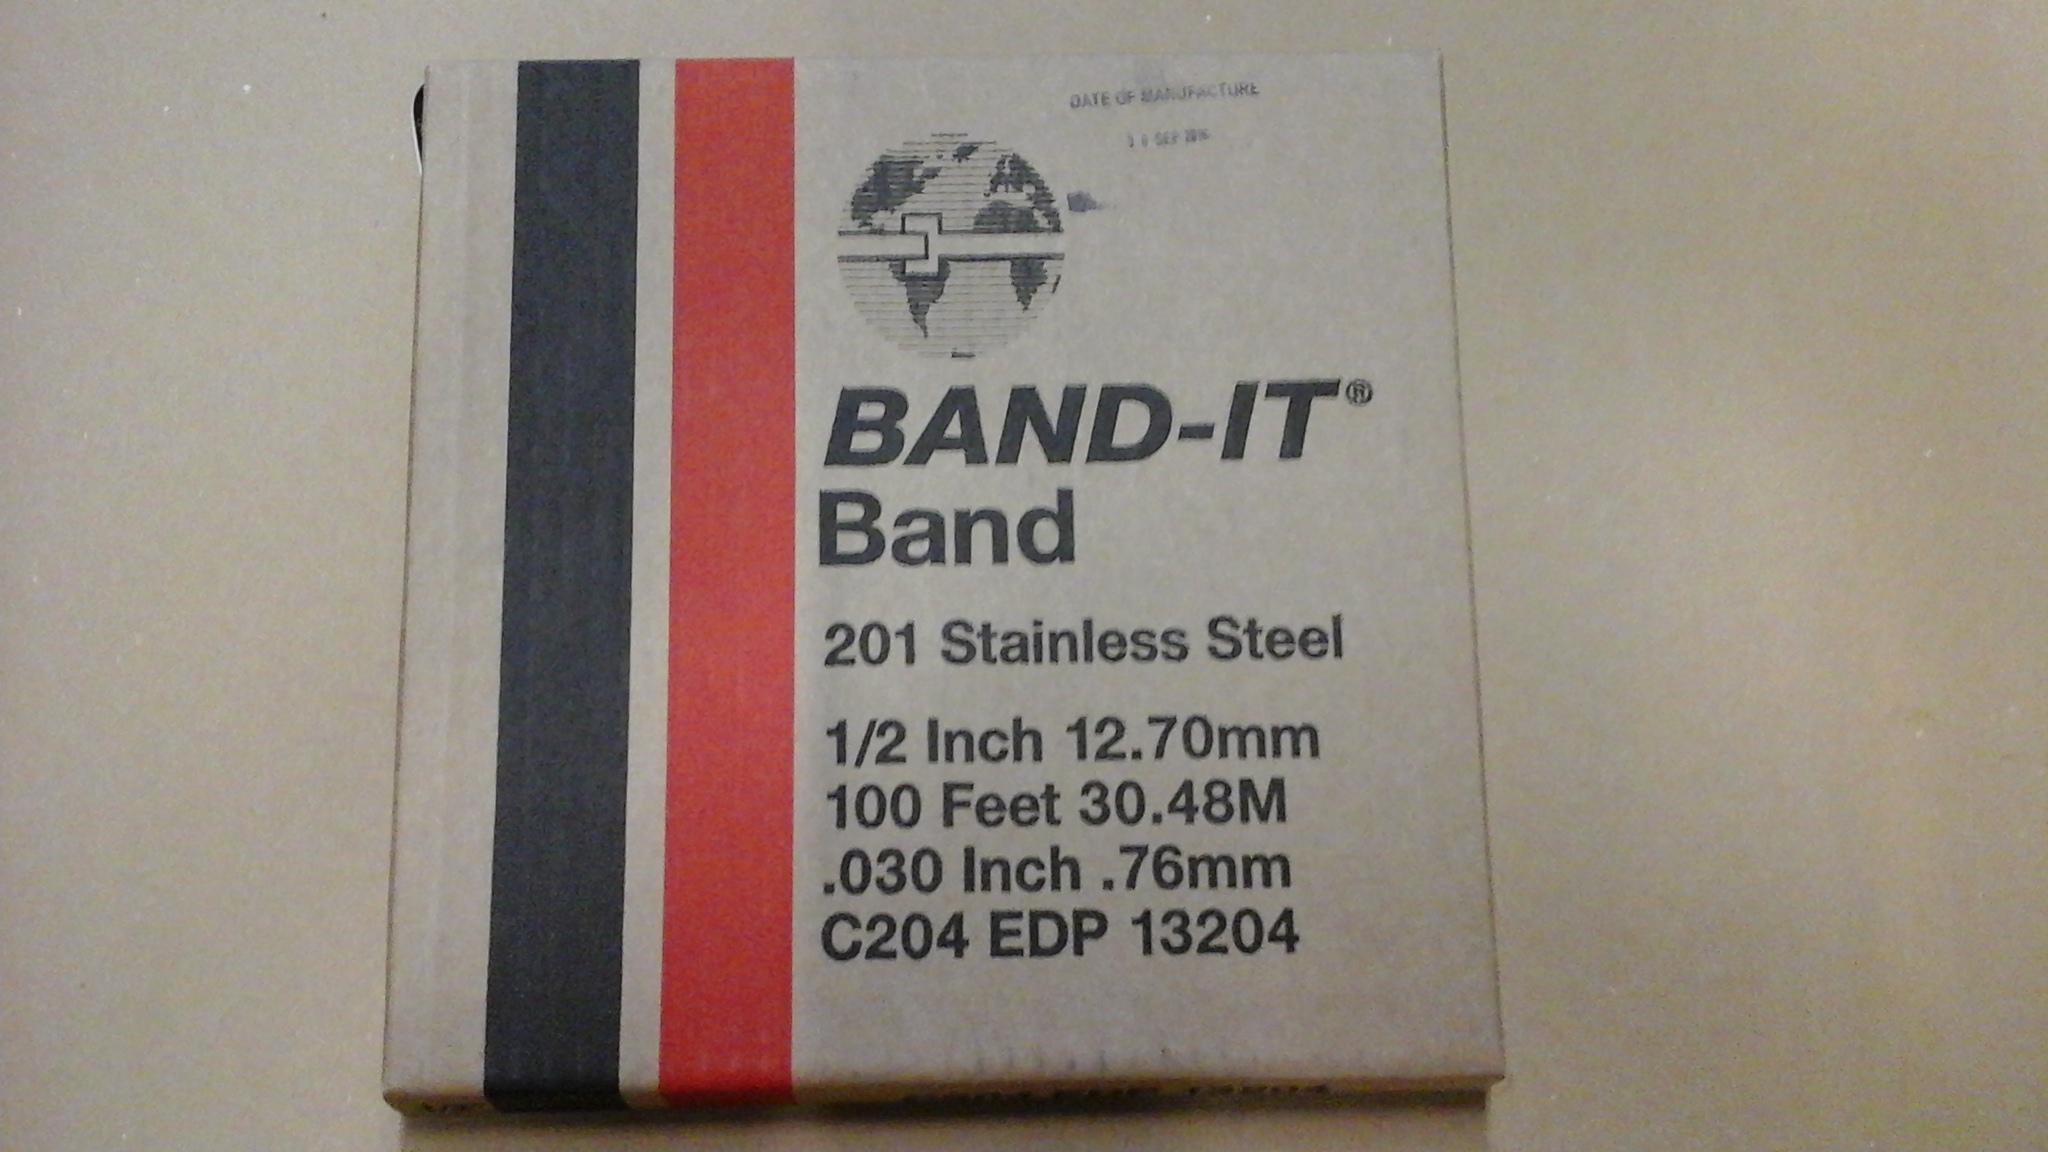 DATE OF MANUFACTURE
SEP
BAND-IT®
Band
201 Stainless Steel
1/2 Inch 12.70mm
100 Feet 30.48M
.030 Inch .76mm
C204 EDP 13204